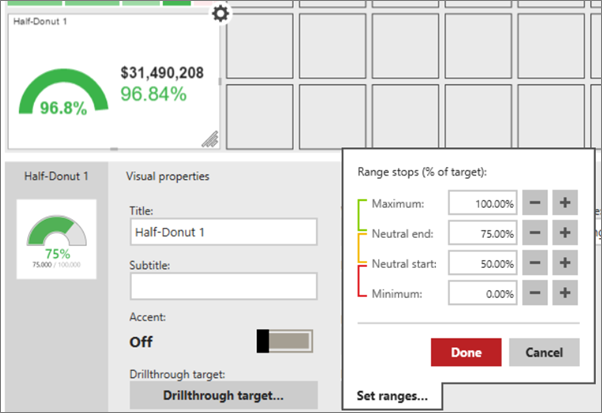 Half-Donut 1
$31,490,208
96.84%
96.8%
Half-Donut 1
75%
75.000 / 100.000
Visual properties
Title:
Half-Donut 1
Subtitle:
Accent:
Off
Drillthrough target:
Drillthrough target...
Range stops (% of target):
Maximum: 100.00%
Neutral end: 75.00%
Neutral start: 50.00%
Minimum: 0.00%
Done Cancel
Set ranges...